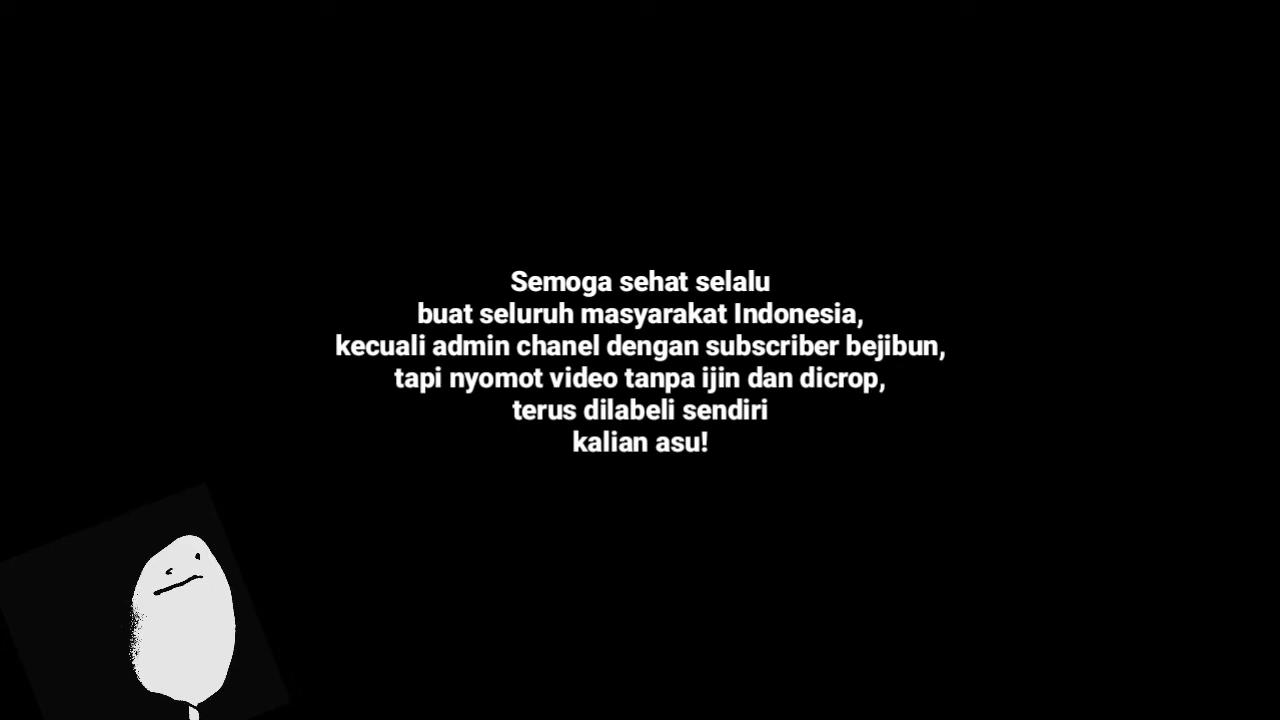 Semoga sehat selalu
buat seluruh masyarakat Indonesia,
kecuali admin chanel dengan subscriber bejibun,
tapi nyomot video tanpa ijin dan dicrop,
terus dilabeli sendiri
kalian asu!